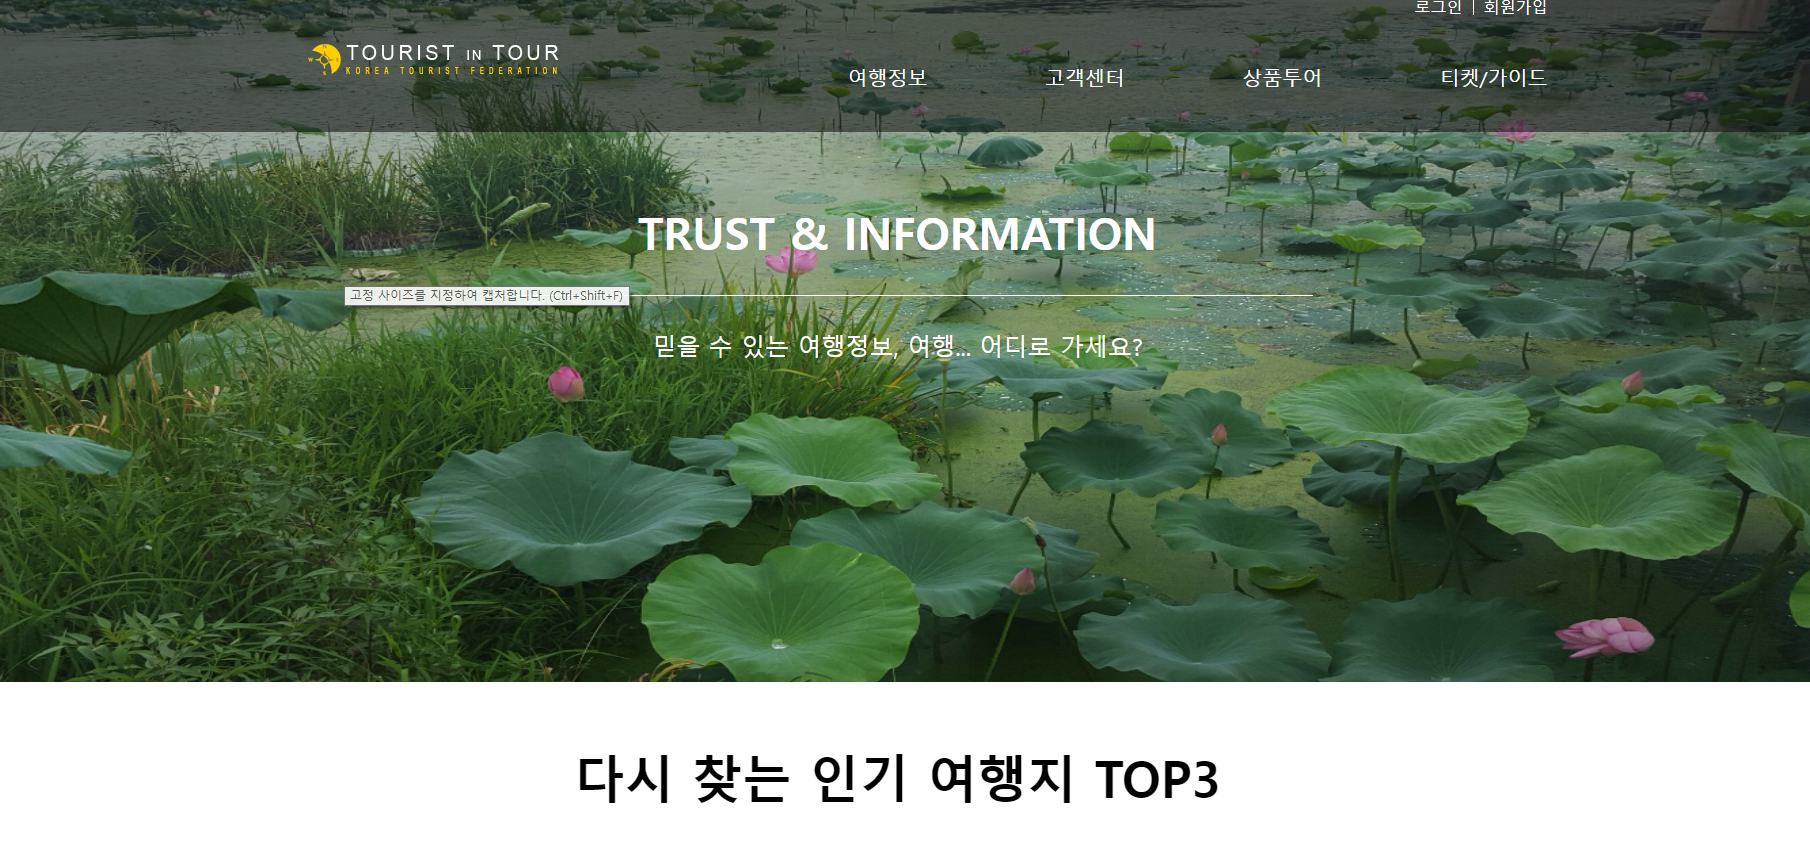 로그인 | 회원가입
TOURIST IN TOUR
KOREA TOURIST FEDERATION
여행정보 고객센터 상품투어 티켓/가이드
TRUST & INFORMATION
고정 사이즈를 지정하여 캡처합니다. (Ctrl+Shift+F)
믿을 수 있는 여행정보, 여행... 어디로 가세요?
다시 찾는 인기 여행지 TOP3